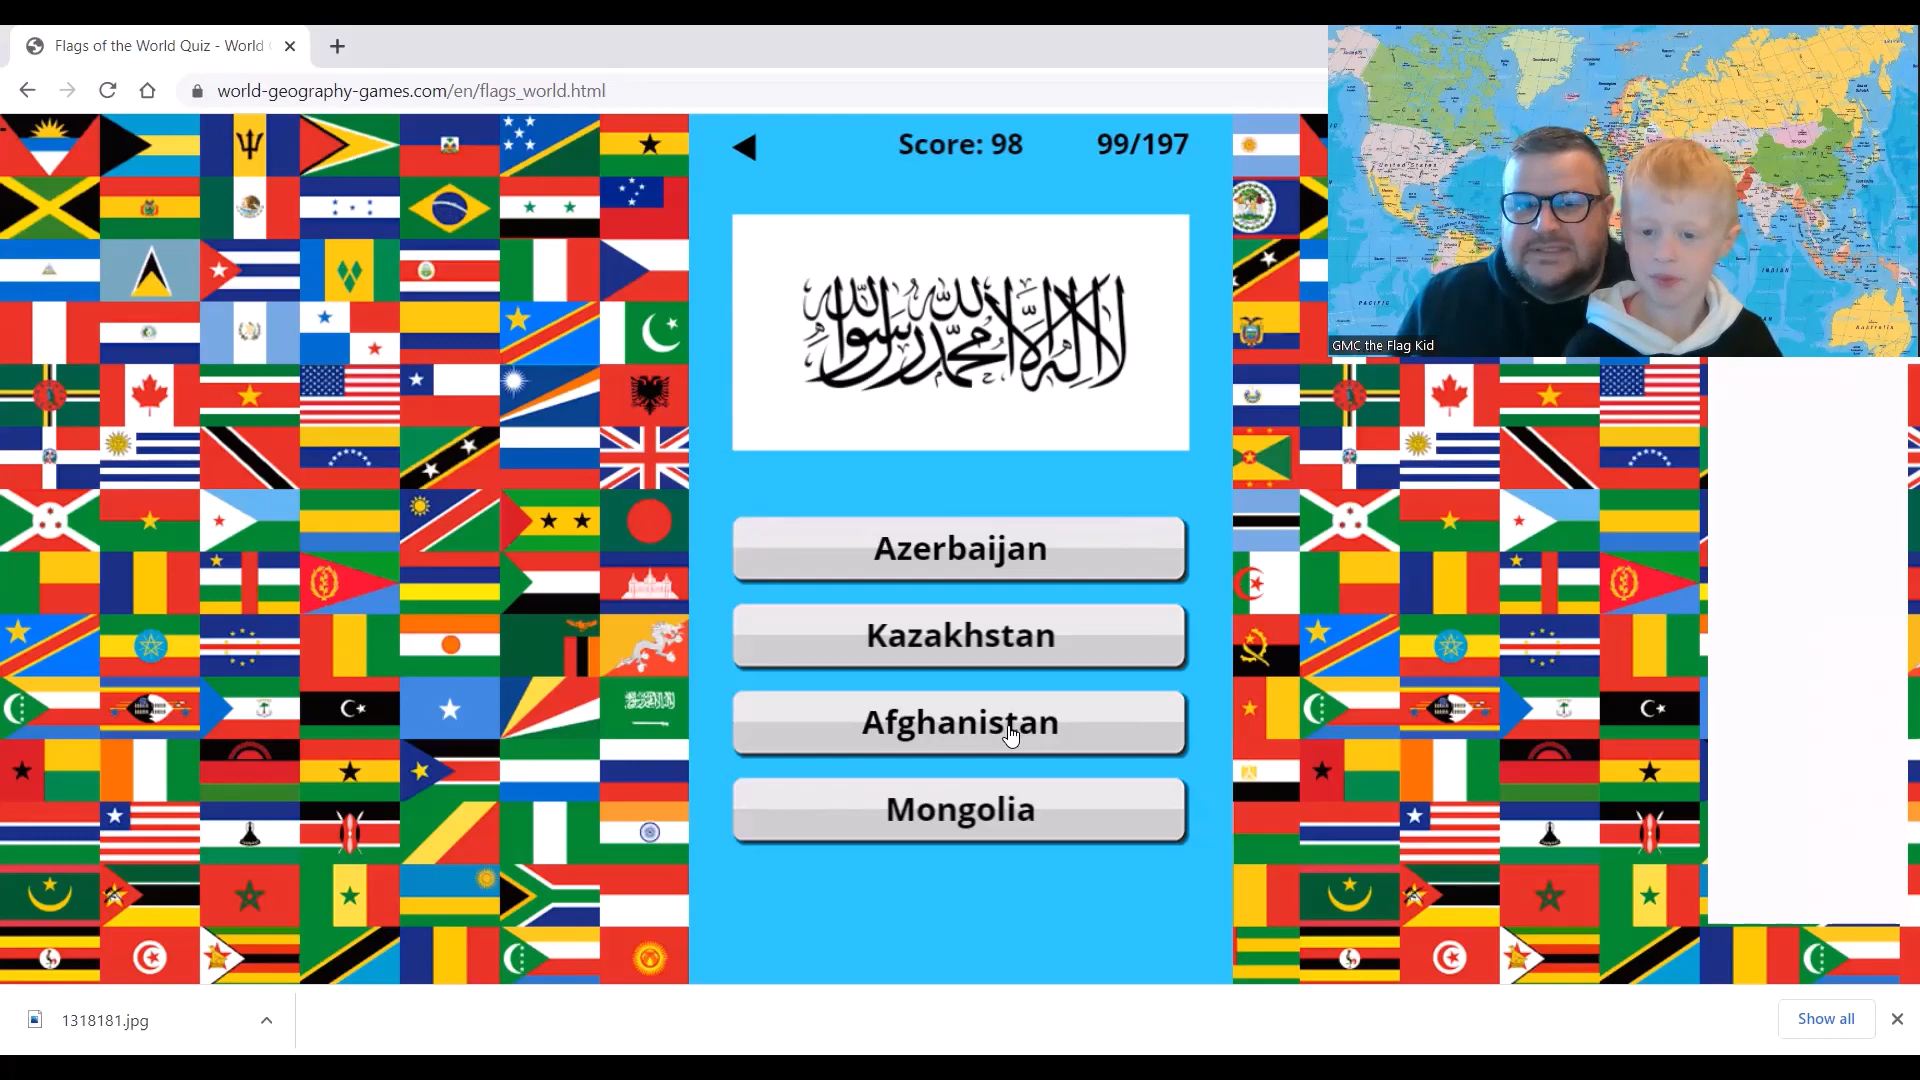 Flags of the World Quiz - World
world-geography-games.com/en/flags_world.html
Score: 98
99/197
لا إله إلا الله محمد رسول الله
Azerbaijan
Kazakhstan
Afghanistan
Mongolia
GMC the Flag Kid
1318181.jpg
Show all